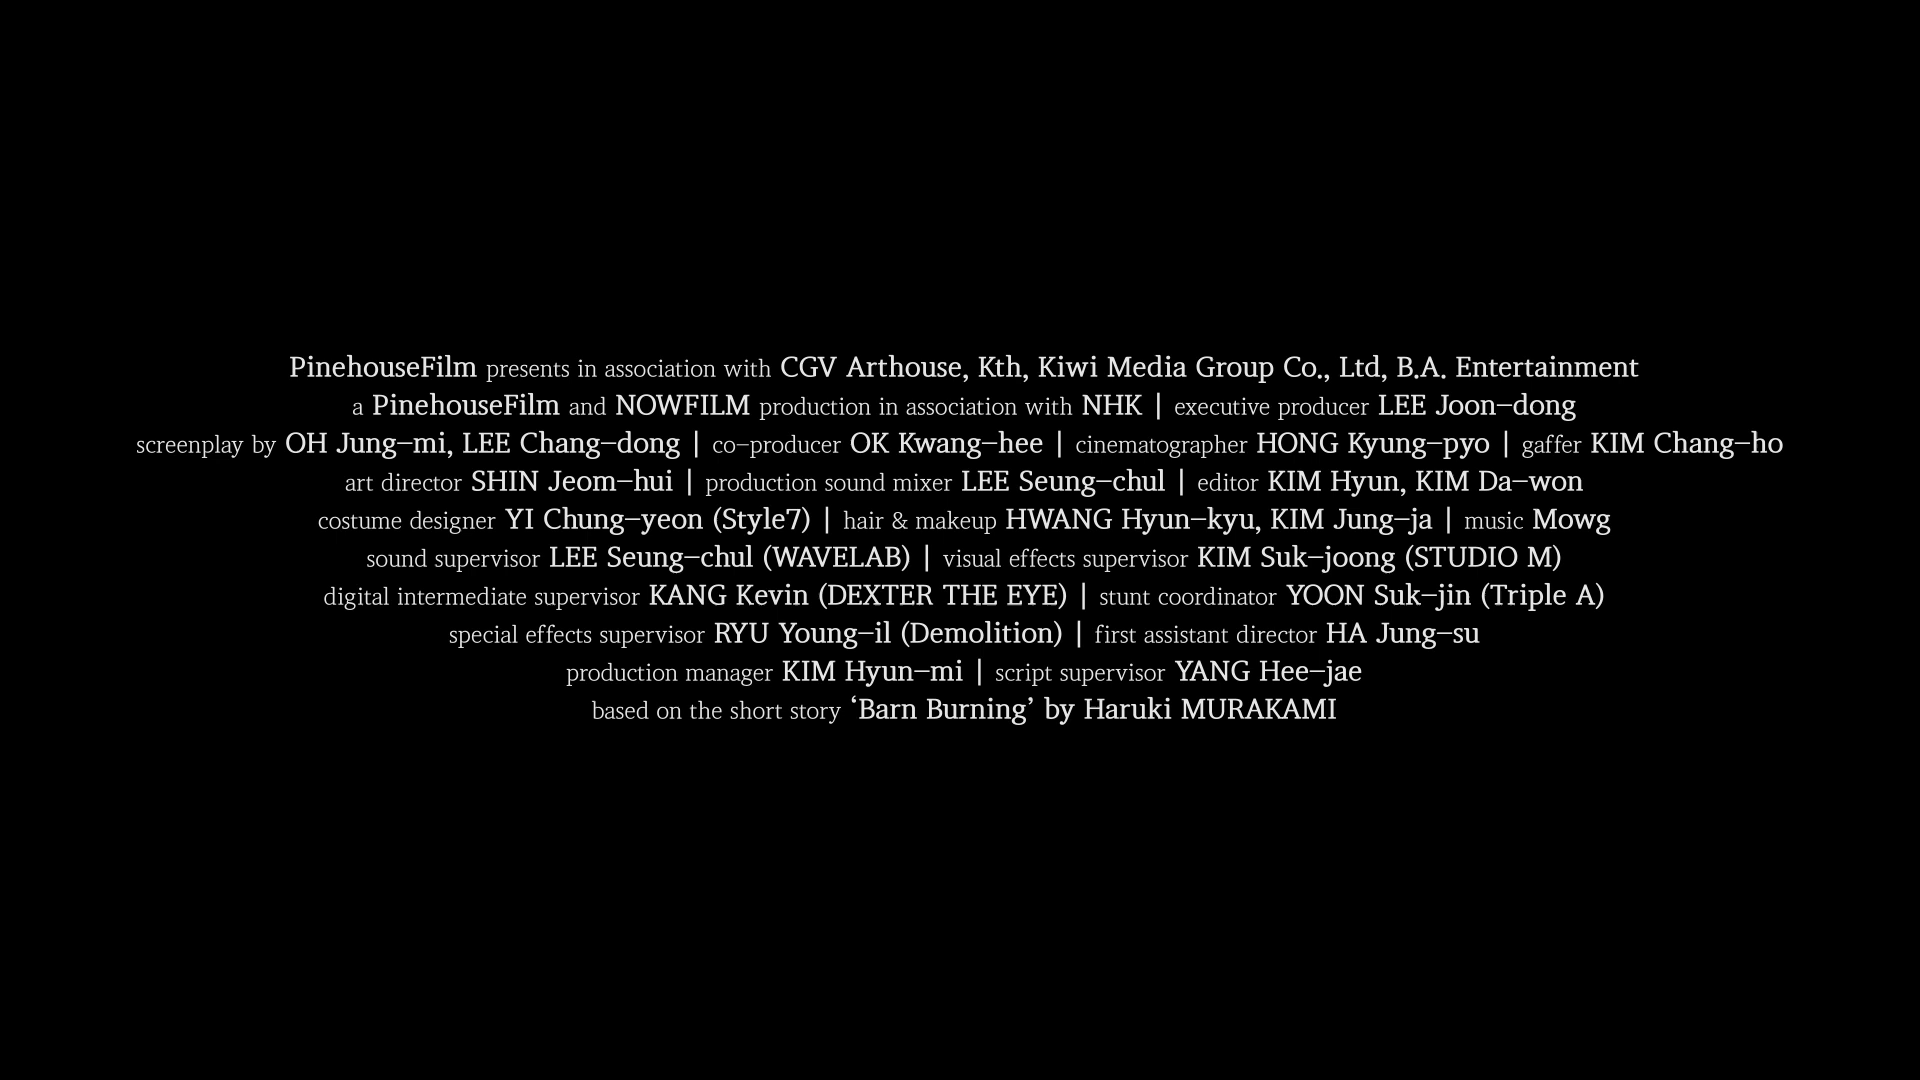 PinehouseFilm presents in association with CGV Arthouse, Kth, Kiwi Media Group Co., Ltd, B.A. Entertainment
a PinehouseFilm and NOWFILM production in association with NHK | executive producer LEE Joon-dong
screenplay by OH Jung-mi, LEE Chang-dong | co-producer OK Kwang-hee | cinematographer HONG Kyung-pyo | gaffer KIM Chang-ho
art director SHIN Jeom-hui | production sound mixer LEE Seung-chul | editor KIM Hyun, KIM Da-won
costume designer YI Chung-yeon (Style7) | hair & makeup HWANG Hyun-kyu, KIM Jung-ja | music Mowg
sound supervisor LEE Seung-chul (WAVELAB) | visual effects supervisor KIM Suk-joong (STUDIO M)
digital intermediate supervisor KANG Kevin (DEXTER THE EYE) | stunt coordinator YOON Suk-jin (Triple A)
special effects supervisor RYU Young-il (Demolition) | first assistant director HA Jung-su
production manager KIM Hyun-mi | script supervisor YANG Hee-jae
based on the short story ‘Barn Burning’ by Haruki MURAKAMI